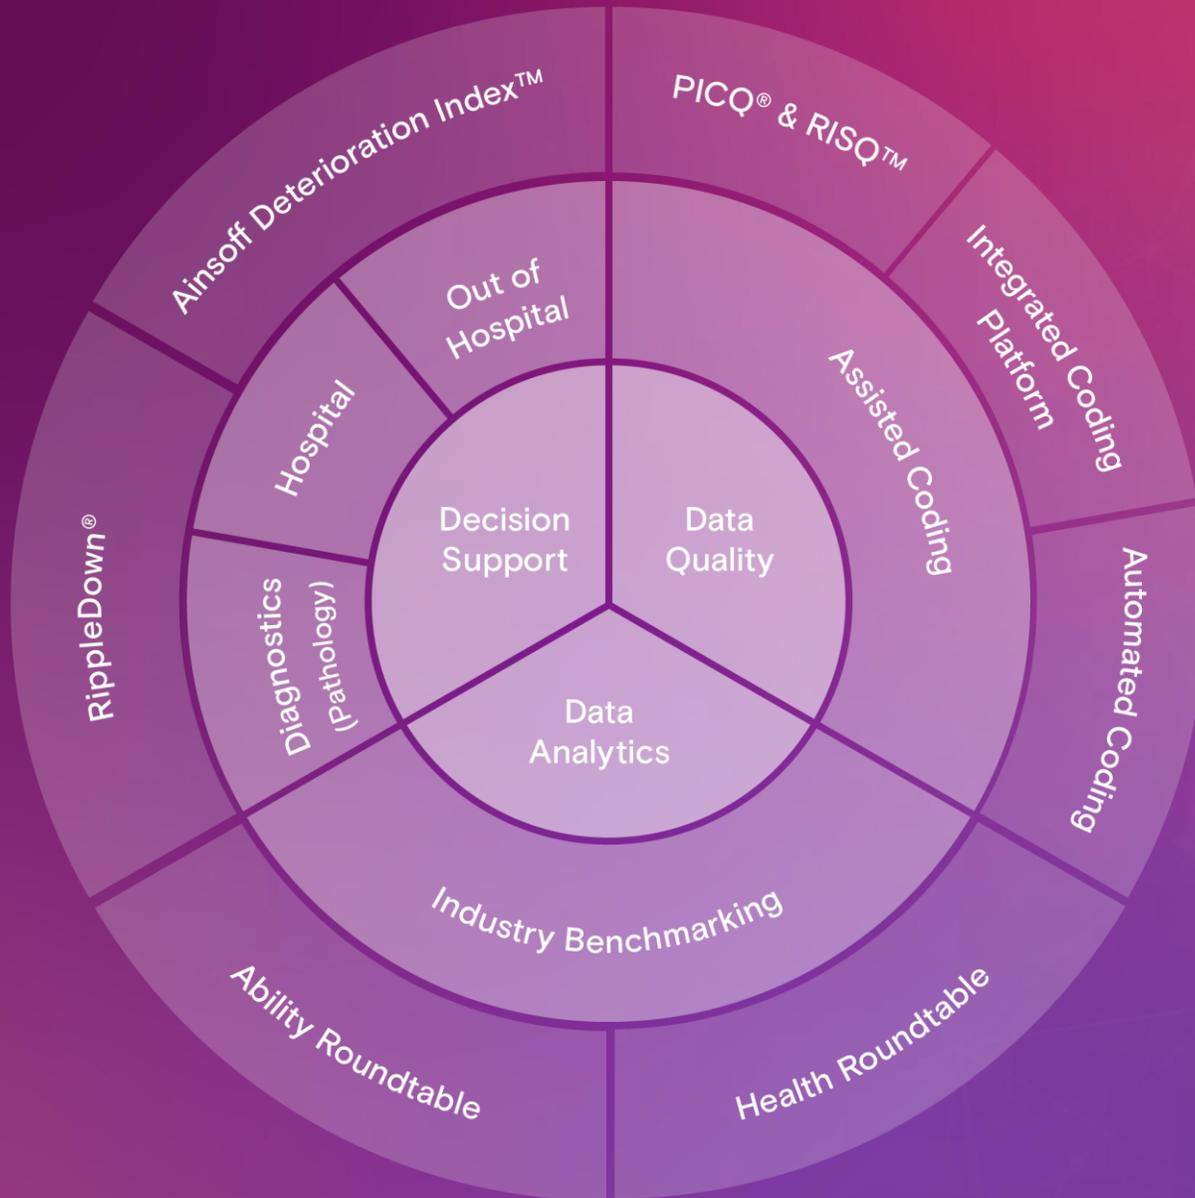 Ainsoff Deterioration Index™
PICQ® & RISQ™
Integrated Coding
Platform
Automated Coding
Health Roundtable
Ability Roundtable
RippleDown®
Out of
Hospital
Hospital
Diagnostics
(Pathology)
Assisted Coding
Industry Benchmarking
Decision
Support
Data
Quality
Data
Analytics